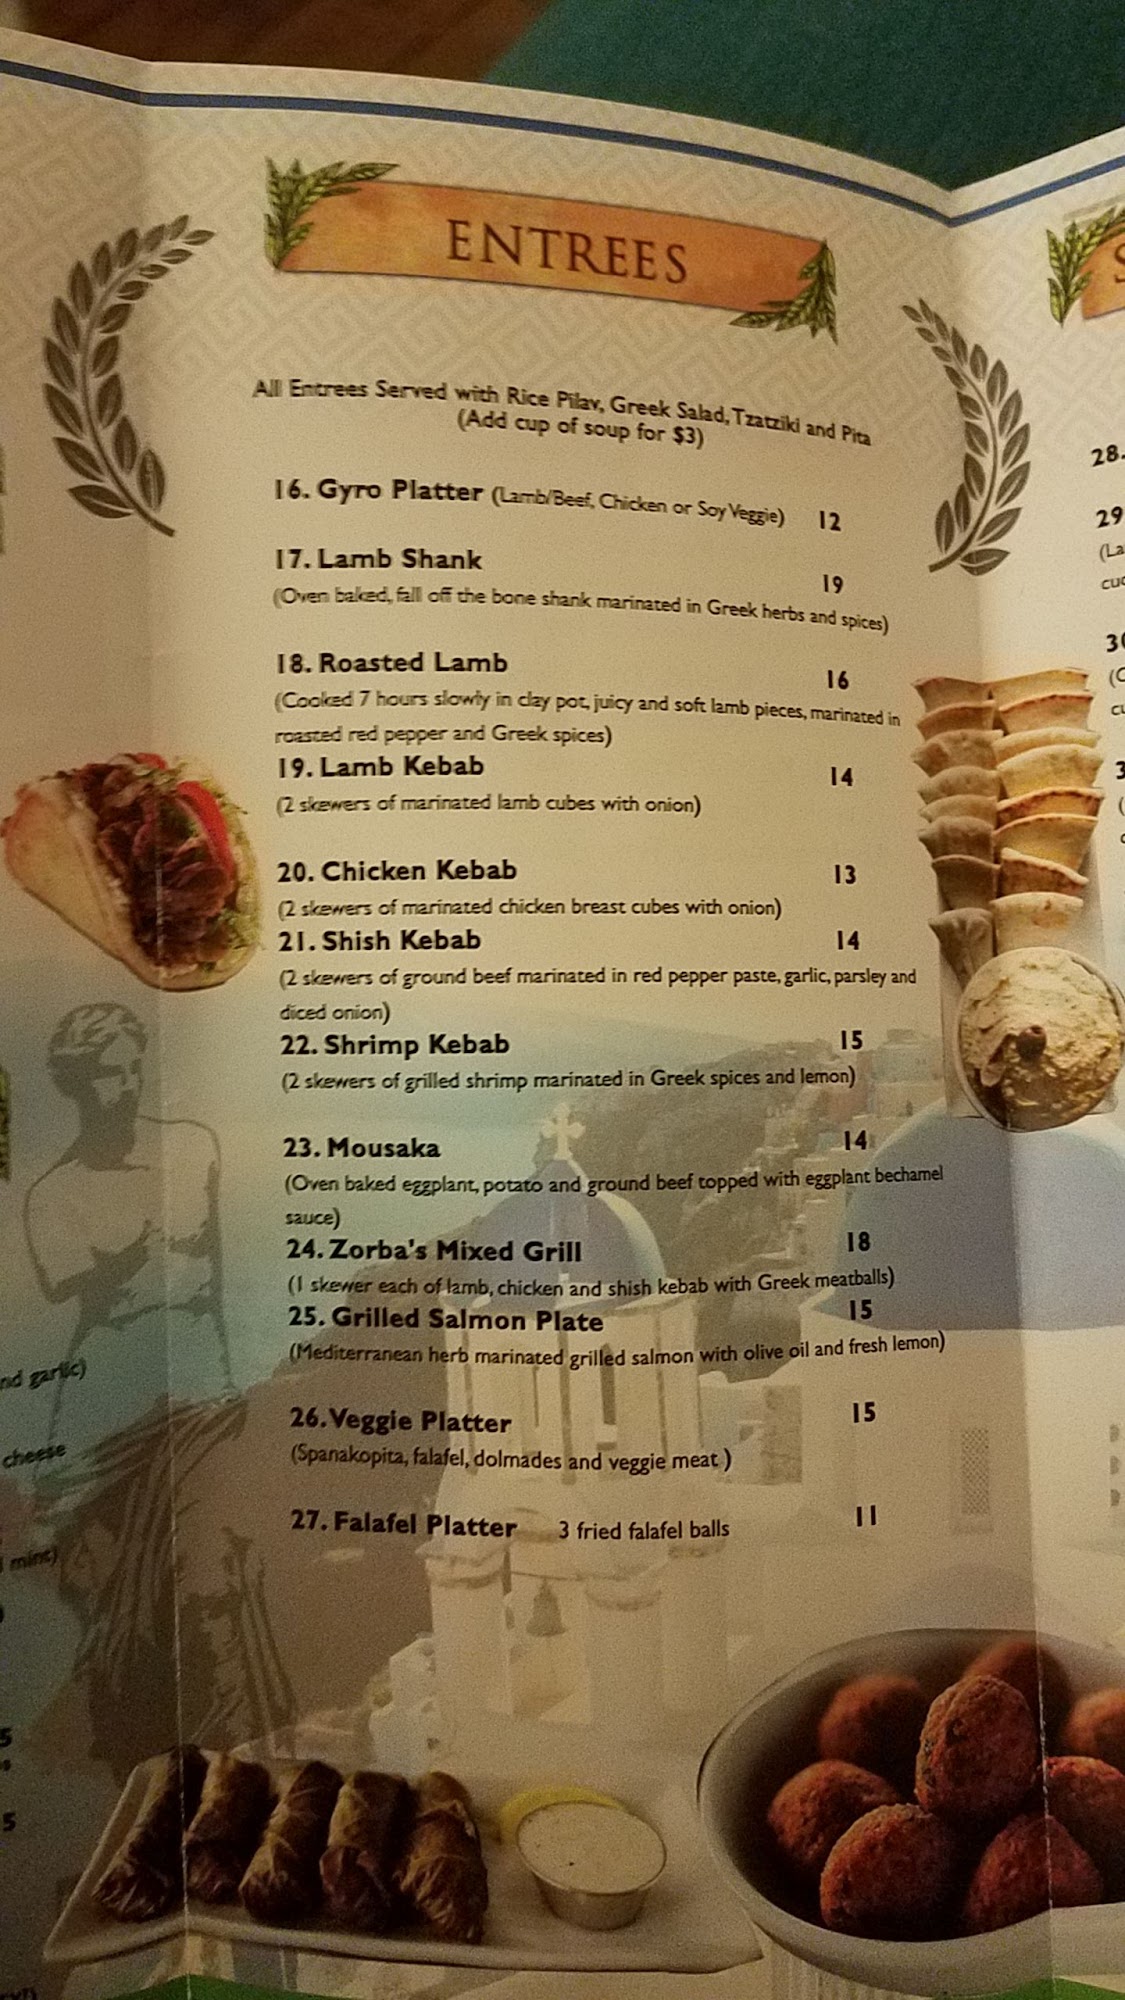 ENTREES
All Entrees Served with Rice Pilav, Greek Salad, Tzatziki and Pita
(Add cup of soup for $3)
16. Gyro Platter (Lamb/Beef, Chicken or Soy Veggie) 12
17. Lamb Shank 19
(Oven baked, fall off the bone shank marinated in Greek herbs and spices)
18. Roasted Lamb 16
(Cooked 7 hours slowly in clay pot, juicy and soft lamb pieces, marinated in
roasted red pepper and Greek spices)
19. Lamb Kebab 14
(2 skewers of marinated lamb cubes with onion)
20. Chicken Kebab 13
(2 skewers of marinated chicken breast cubes with onion)
21. Shish Kebab 14
(2 skewers of ground beef marinated in red pepper paste, garlic, parsley and
diced onion)
22. Shrimp Kebab 15
(2 skewers of grilled shrimp marinated in Greek spices and lemon)
23. Mousaka 14
(Oven baked eggplant, potato and ground beef topped with eggplant bechamel
sauce)
24. Zorba's Mixed Grill 18
(1 skewer each of lamb, chicken and shish kebab with Greek meatballs)
25. Grilled Salmon Plate 15
(Mediterranean herb marinated grilled salmon with olive oil and fresh lemon)
26. Veggie Platter 15
(Spanakopita, falafel, dolmades and veggie meat )
27. Falafel Platter 3 fried falafel balls 11
garlic)
cheese
mint)
28.
29